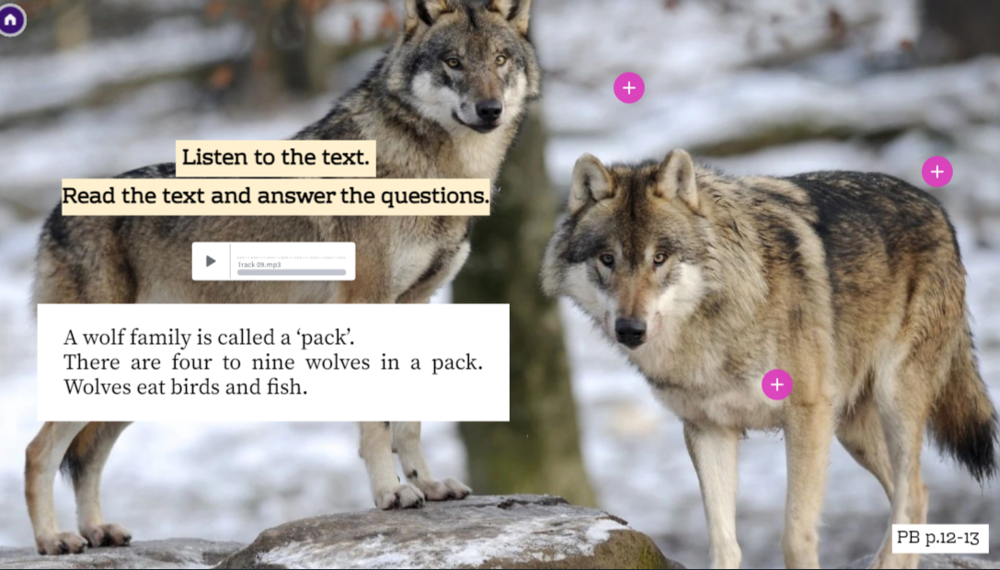 Listen to the text.
Read the text and answer the questions.
Track 09.mp3
A wolf family is called a ‘pack’.
There are four to nine wolves in a pack.
Wolves eat birds and fish.
PB p.12-13